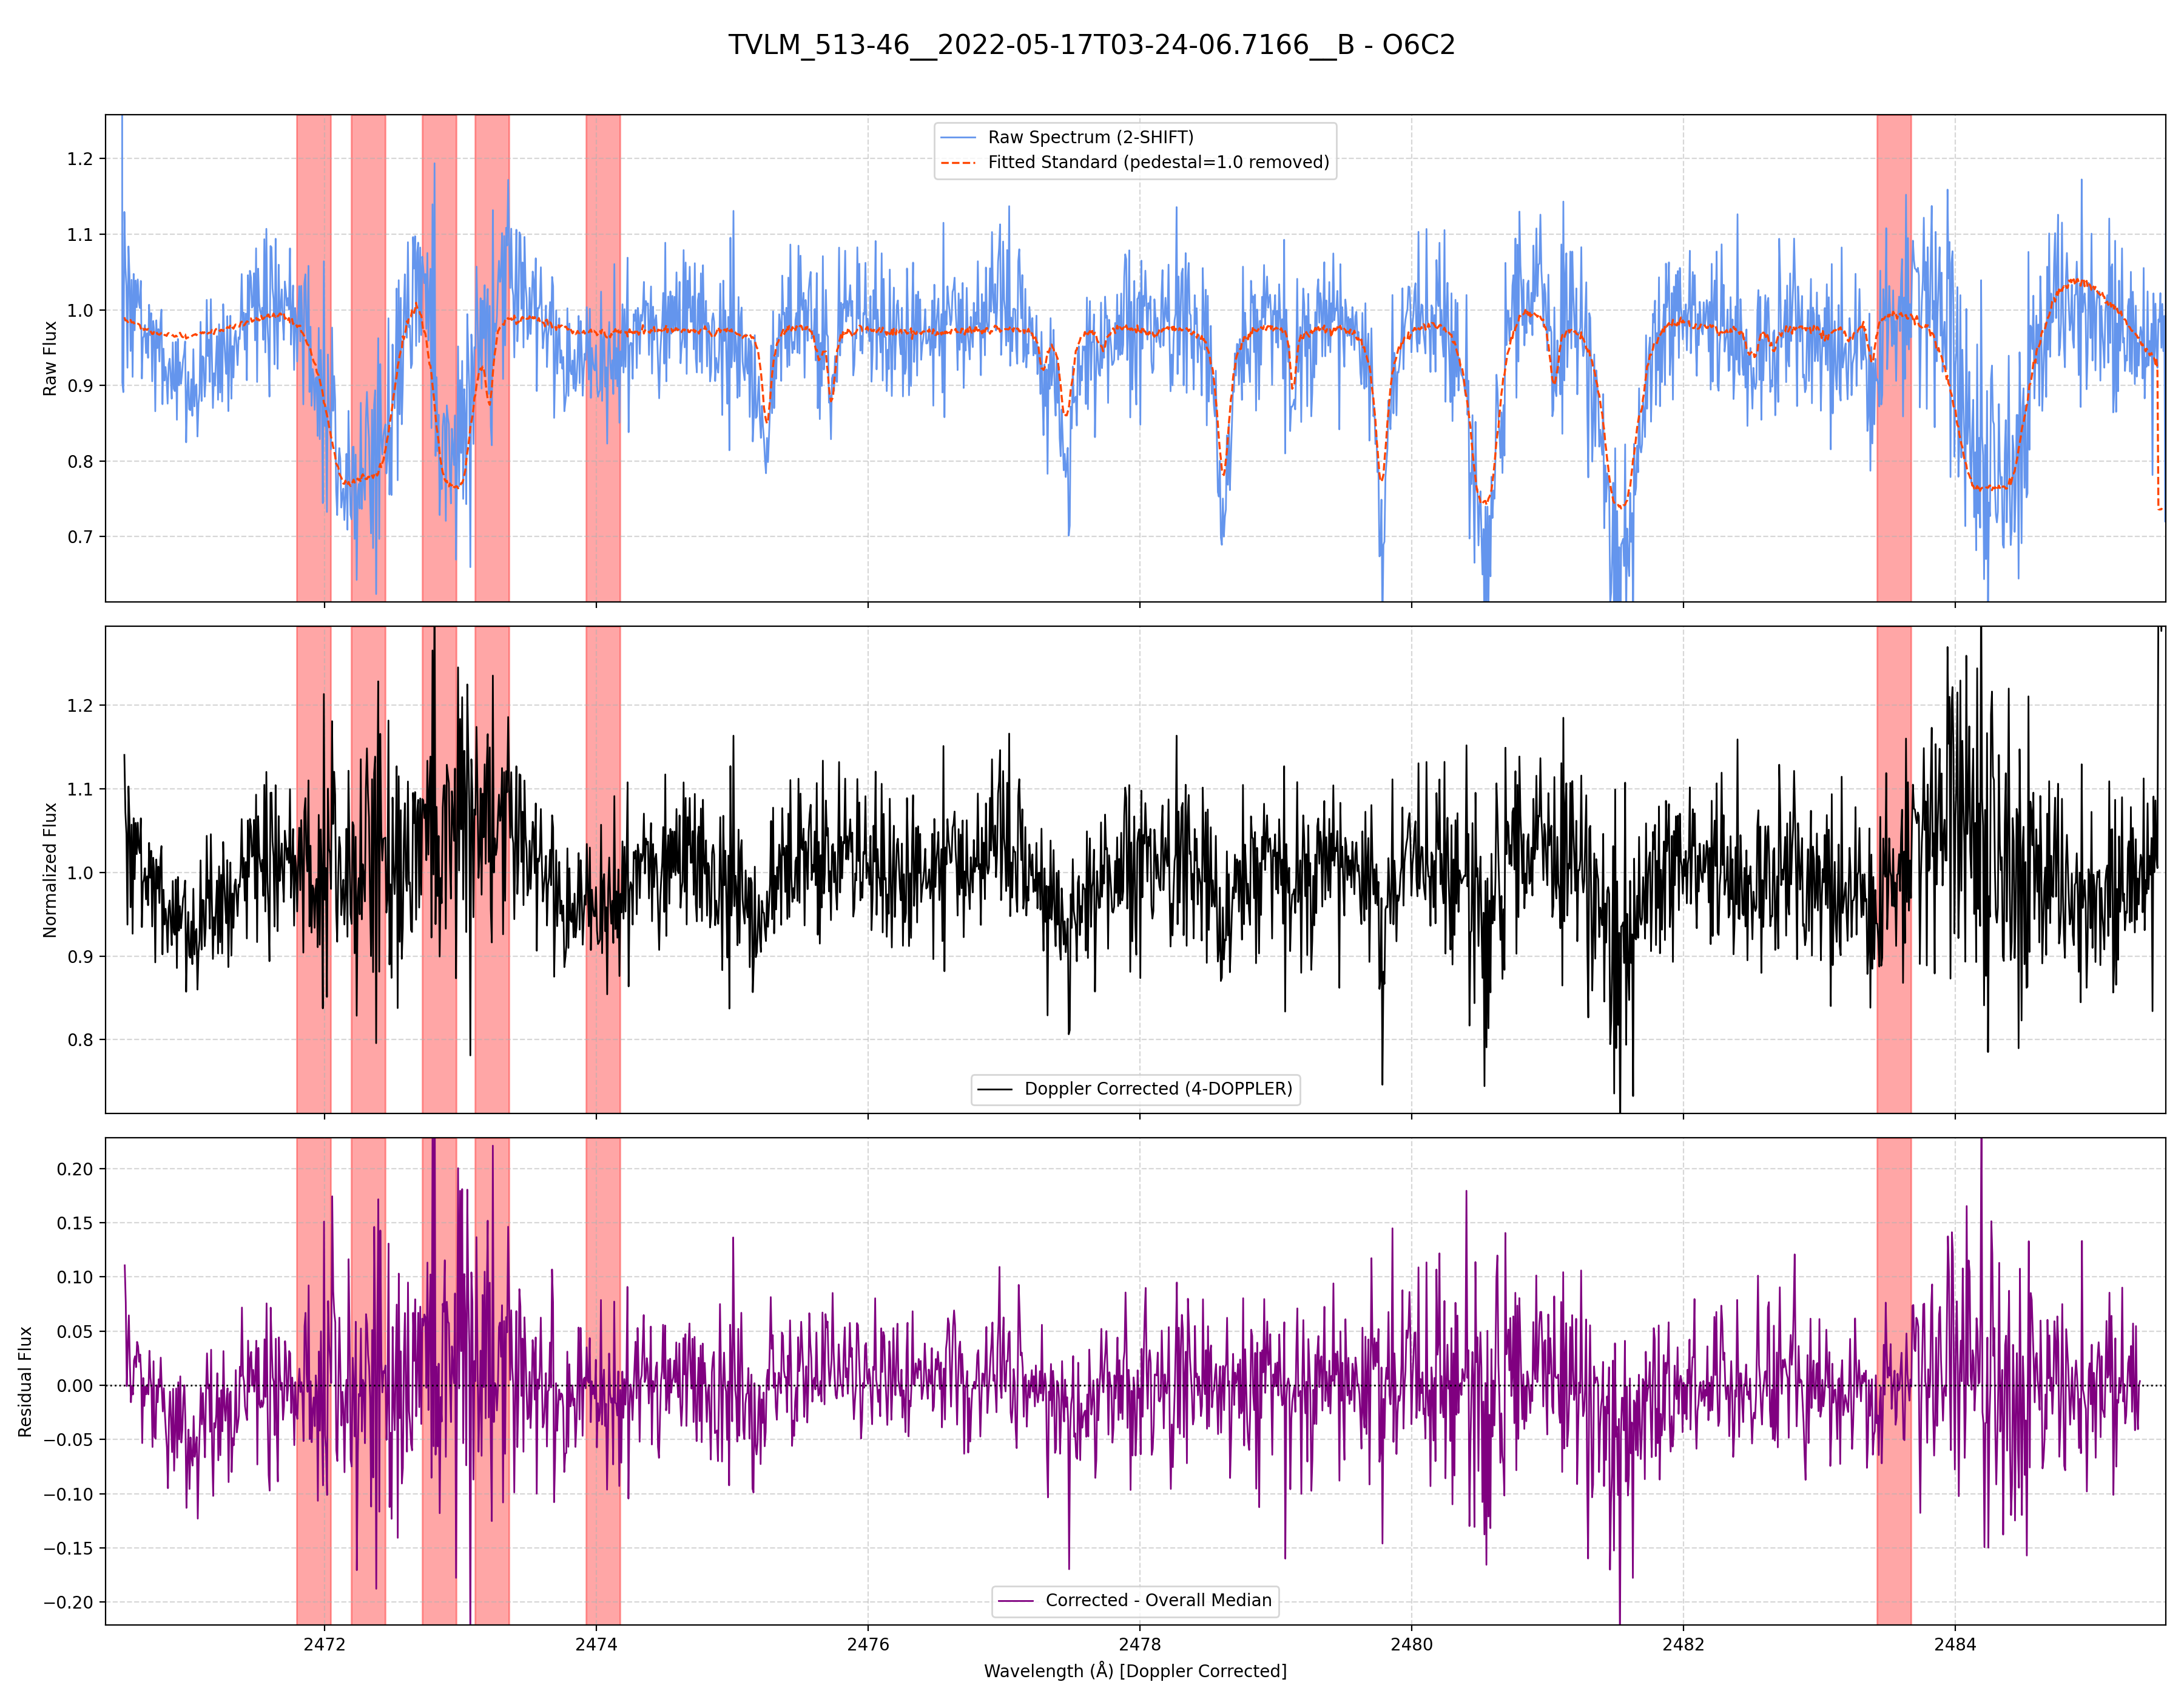 TVLM_513-46__2022-05-17T03-24-06.7166__B - O6C2
Raw Spectrum (2-SHIFT)
Fitted Standard (pedestal=1.0 removed)
Raw Flux
1.2
1.1
1.0
0.9
0.8
0.7
Normalized Flux
1.2
1.1
1.0
0.9
0.8
Doppler Corrected (4-DOPPLER)
Residual Flux
0.20
0.15
0.10
0.05
0.00
−0.05
−0.10
−0.15
−0.20
Corrected - Overall Median
2472 2474 2476 2478 2480 2482 2484
Wavelength (Å) [Doppler Corrected]